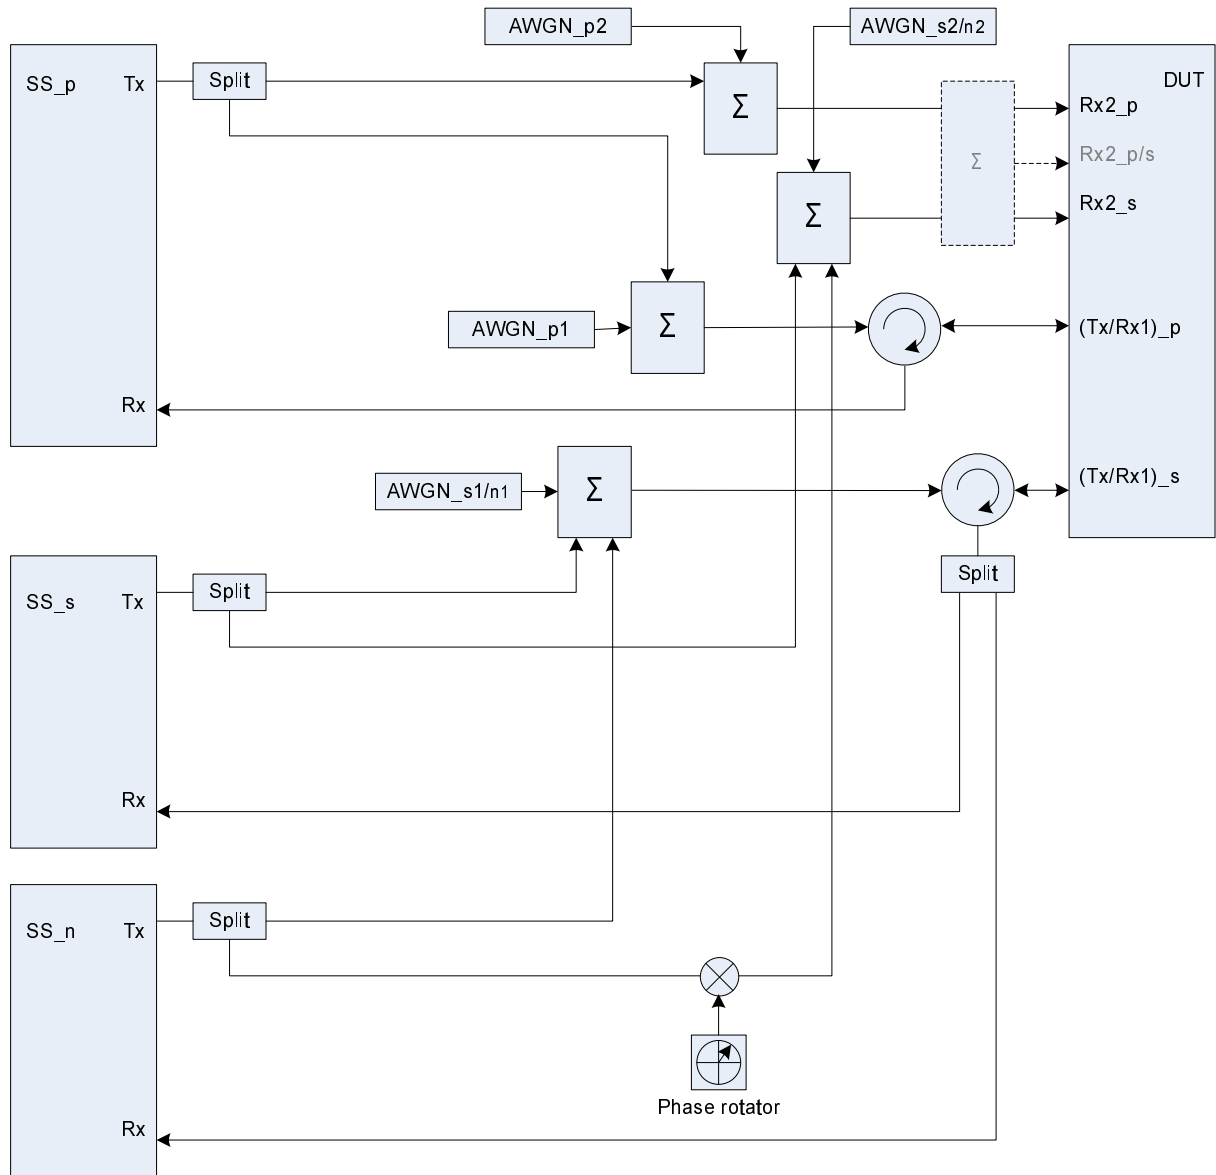 AWGN_p2
AWGN_s2/n2
SS_p
Tx
Split
DUT
Σ
Rx2_p
Σ
Rx2_p/s
Σ
Rx2_s
AWGN_p1
Σ
(Tx/Rx1)_p
Rx
AWGN_s1/n1
Σ
(Tx/Rx1)_s
Split
SS_s
Tx
Split
Rx
SS_n
Tx
Split
Phase rotator
Rx